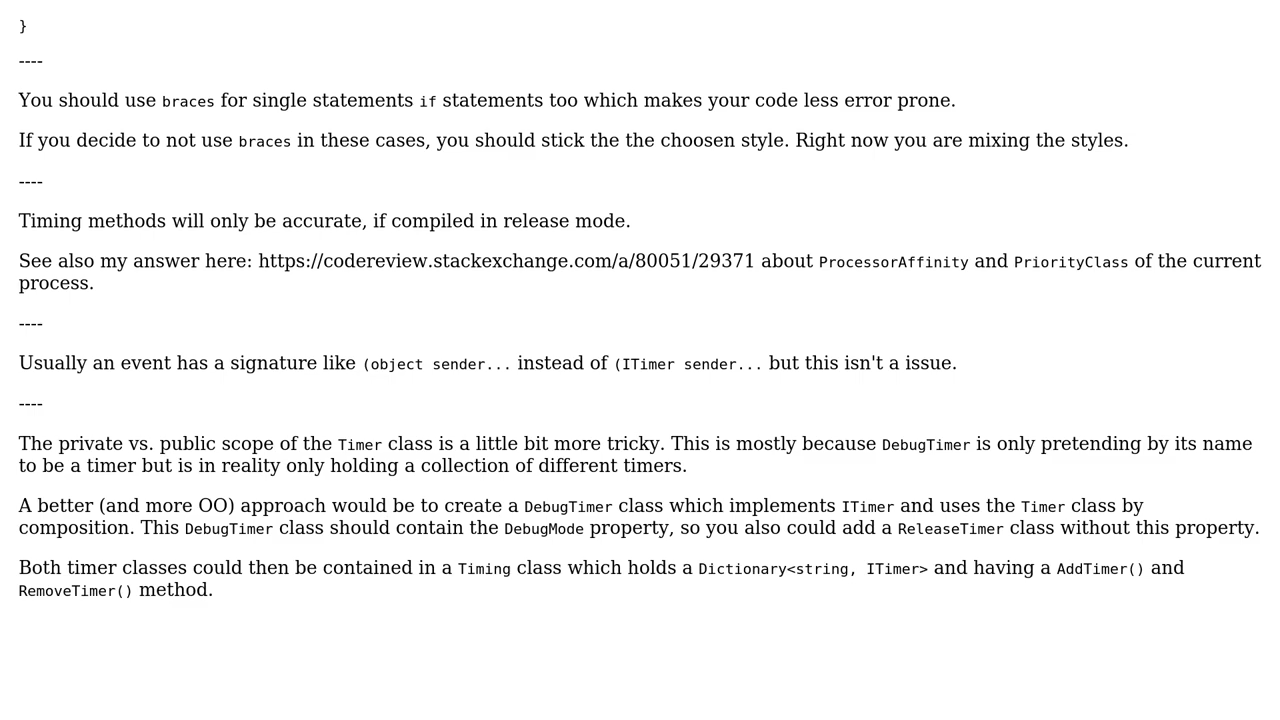 }
----
You should use braces for single statements if statements too which makes your code less error prone.
If you decide to not use braces in these cases, you should stick the the choosen style. Right now you are mixing the styles.
----
Timing methods will only be accurate, if compiled in release mode.
See also my answer here: https://codereview.stackexchange.com/a/80051/29371 about ProcessorAffinity and PriorityClass of the current
process.
----
Usually an event has a signature like (object sender... instead of (ITimer sender... but this isn't a issue.
----
The private vs. public scope of the Timer class is a little bit more tricky. This is mostly because DebugTimer is only pretending by its name
to be a timer but is in reality only holding a collection of different timers.
A better (and more OO) approach would be to create a DebugTimer class which implements ITimer and uses the Timer class by
composition. This DebugTimer class should contain the DebugMode property, so you also could add a ReleaseTimer class without this property.
Both timer classes could then be contained in a Timing class which holds a Dictionary<string, ITimer> and having a AddTimer() and
RemoveTimer() method.